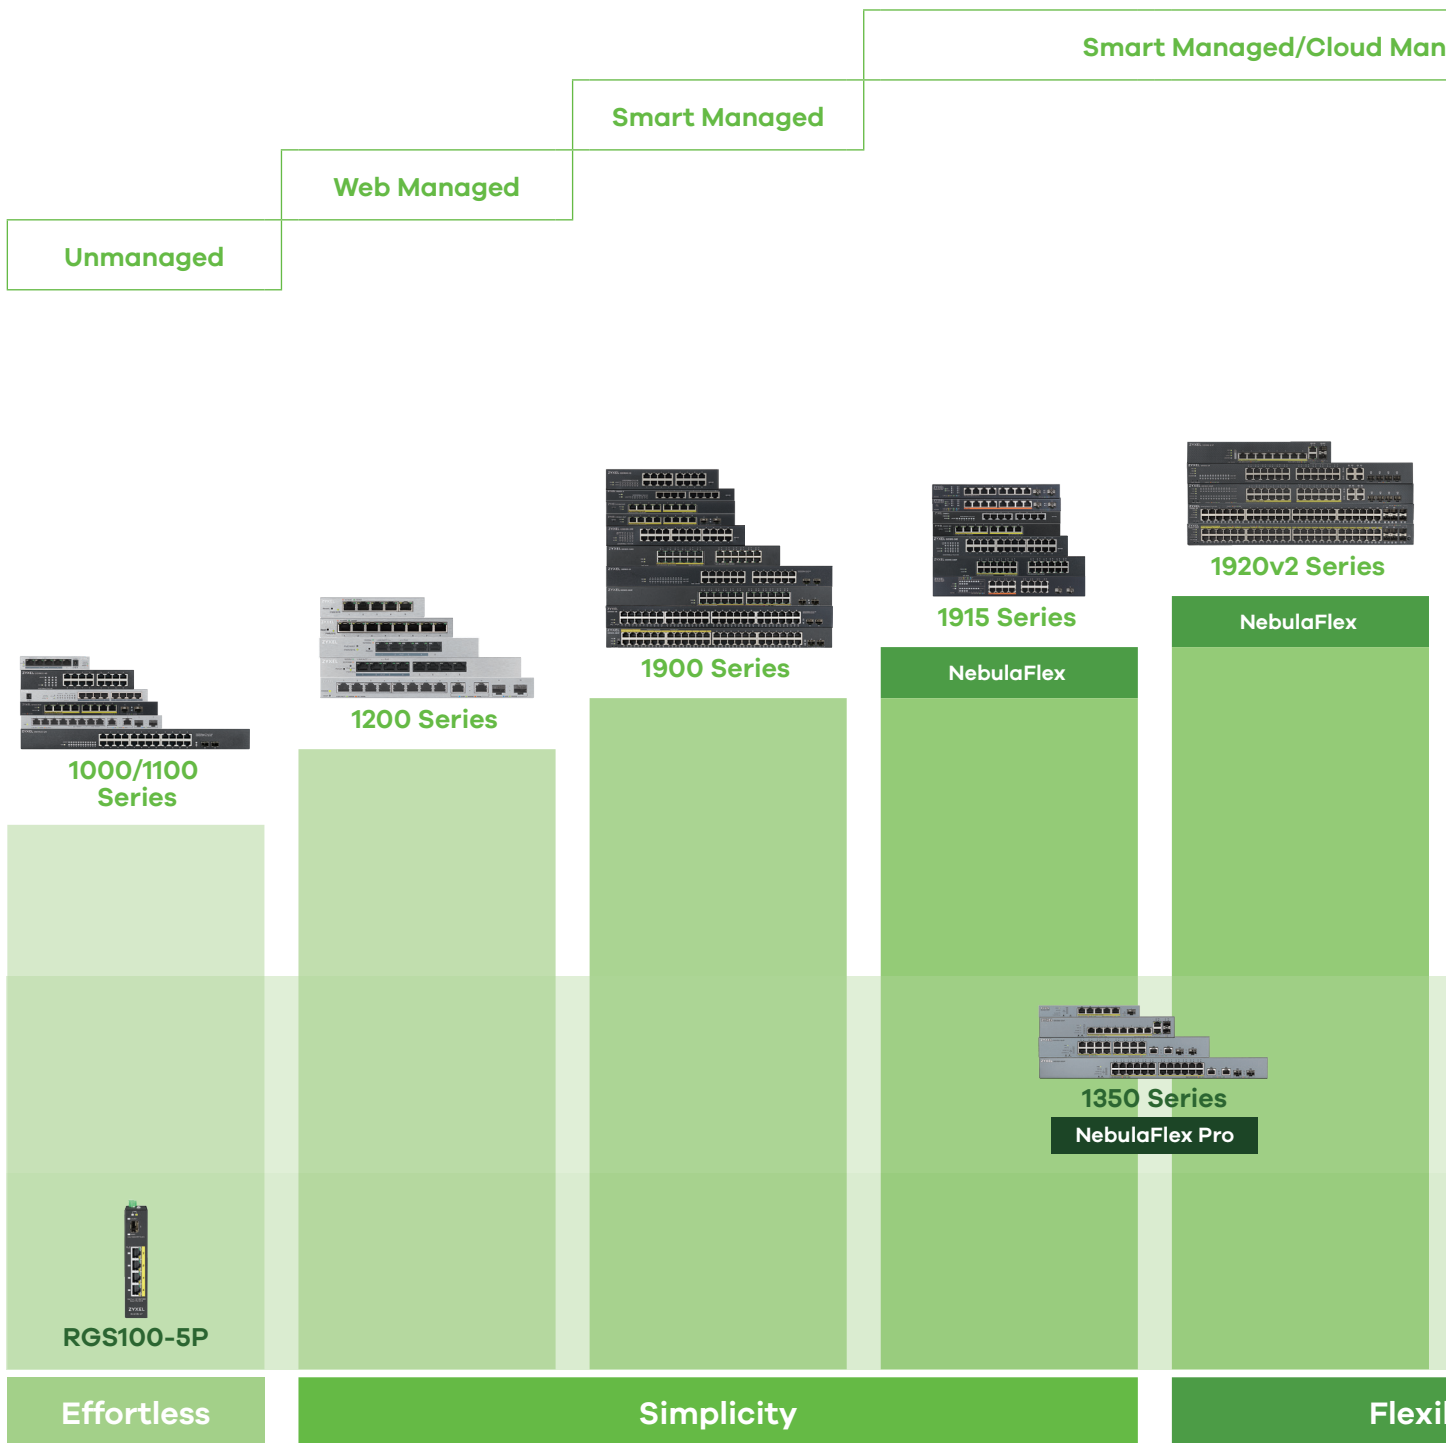 Smart Managed/Cloud Man
Smart Managed
Web Managed
Unmanaged
1920v2 Series
1915 Series
NebulaFlex
1900 Series
NebulaFlex
1200 Series
1000/1100
Series
1350 Series
NebulaFlex Pro
ZYXEL
RGS100-5P
Effortless
Simplicity
Flexi